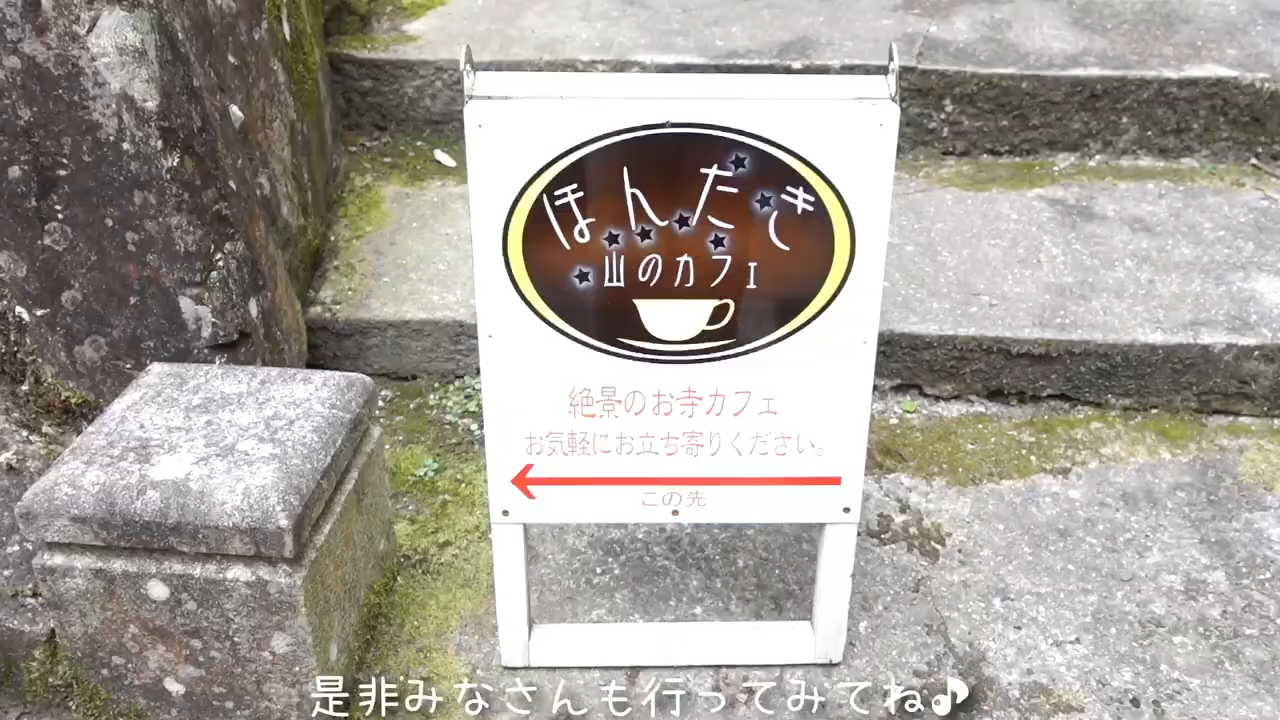 ほんたき
山のカフェ
絶景のお寺カフェ
お気軽にお立ち寄りください。
この先
是非みなさんも行ってみてね♪